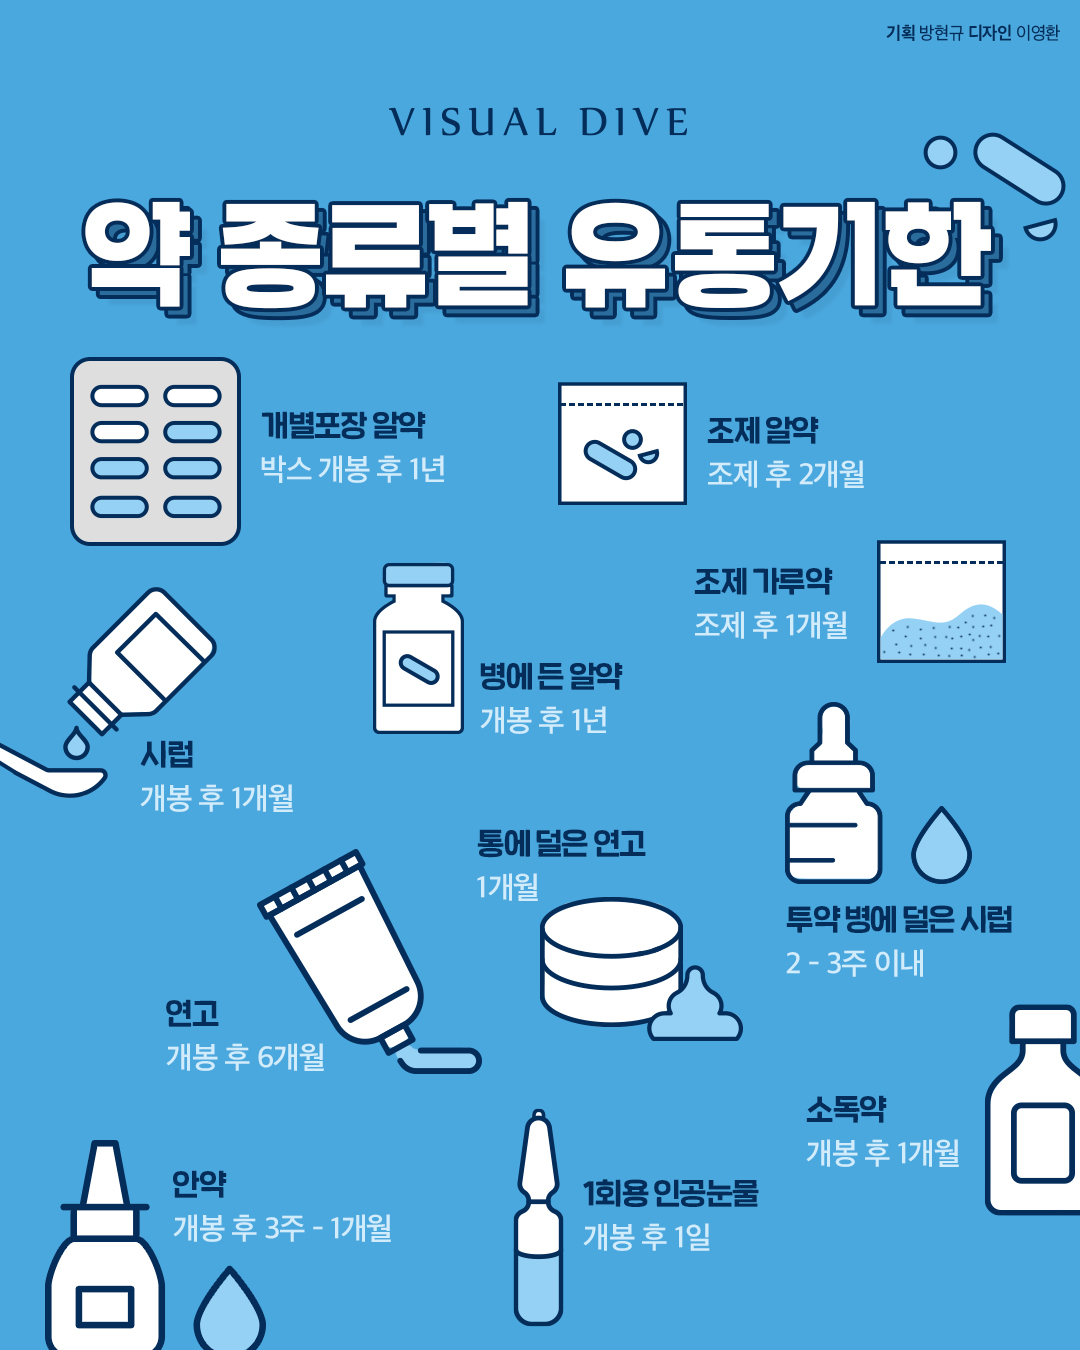 기획 방현규 디자인 이영환
VISUAL DIVE
약 종류별 유통기한
개별포장 알약
박스 개봉 후 1년
조제 알약
조제 후 2개월
조제 가루약
조제 후 1개월
병에 든 알약
개봉 후 1년
시럽
개봉 후 1개월
통에 덜은 연고
1개월
투약 병에 덜은 시럽
2 - 3주 이내
연고
개봉 후 6개월
소독약
개봉 후 1개월
안약
개봉 후 3주 - 1개월
1회용 인공눈물
개봉 후 1일